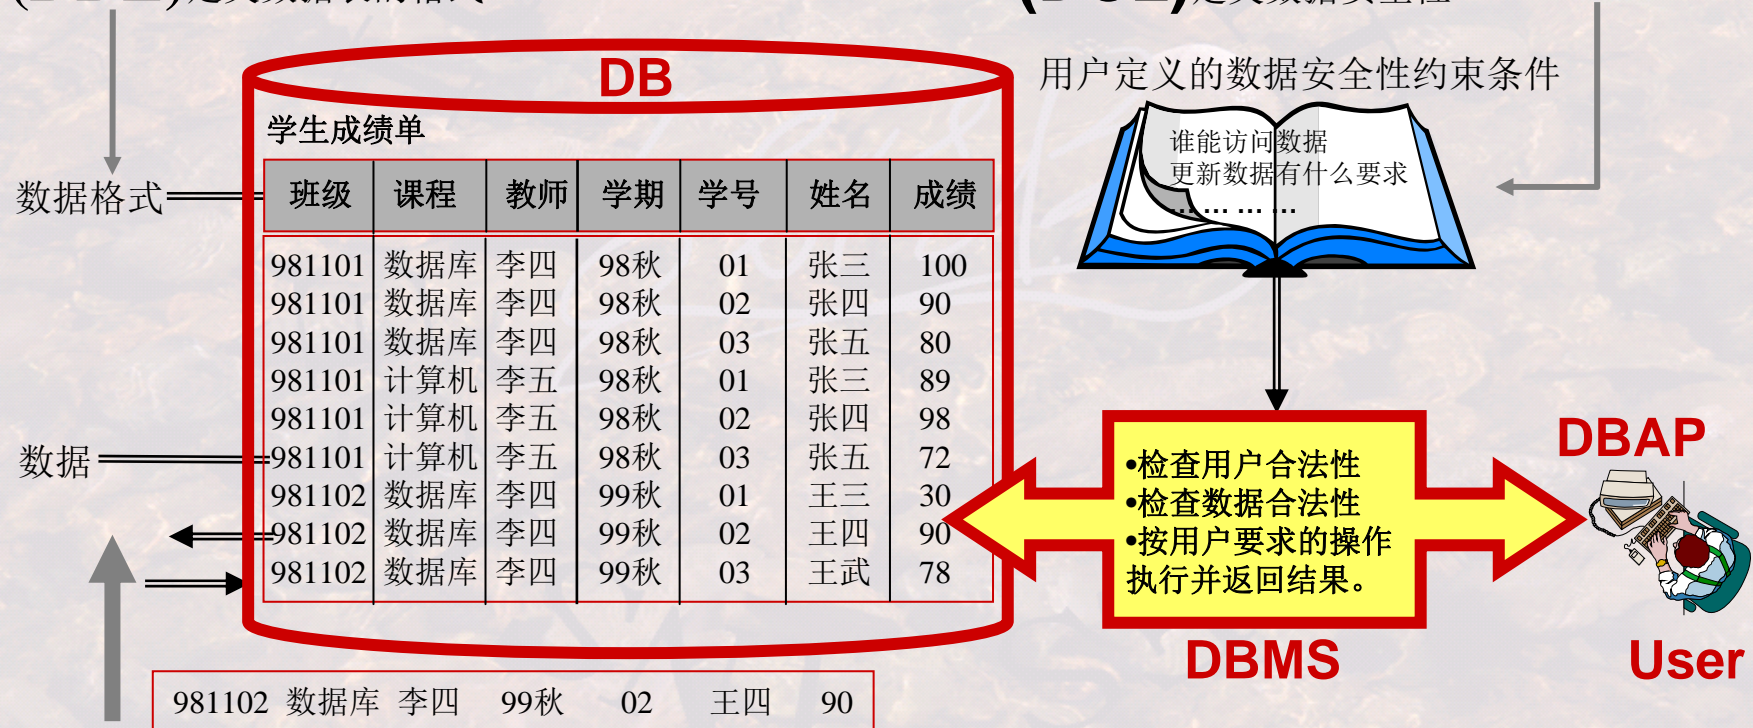 DB
用户定义的数据安全性约束条件
学生成绩单
谁能访问数据
更新数据有什么要求
… … … …
数据格式
班级 课程 教师 学期 学号 姓名 成绩
981101 数据库 李四 98秋 01 张三 100
981101 数据库 李四 98秋 02 张四 90
981101 数据库 李四 98秋 03 张五 80
981101 计算机 李五 98秋 01 张三 89
981101 计算机 李五 98秋 02 张四 98
数据
981101 计算机 李五 98秋 03 张五 72
981102 数据库 李四 99秋 01 王三 30
981102 数据库 李四 99秋 02 王四 90
981102 数据库 李四 99秋 03 王武 78
•检查用户合法性
•检查数据合法性
•按用户要求的操作
执行并返回结果。
DBAP
DBMS
User
981102 数据库 李四 99秋 02 王四 90